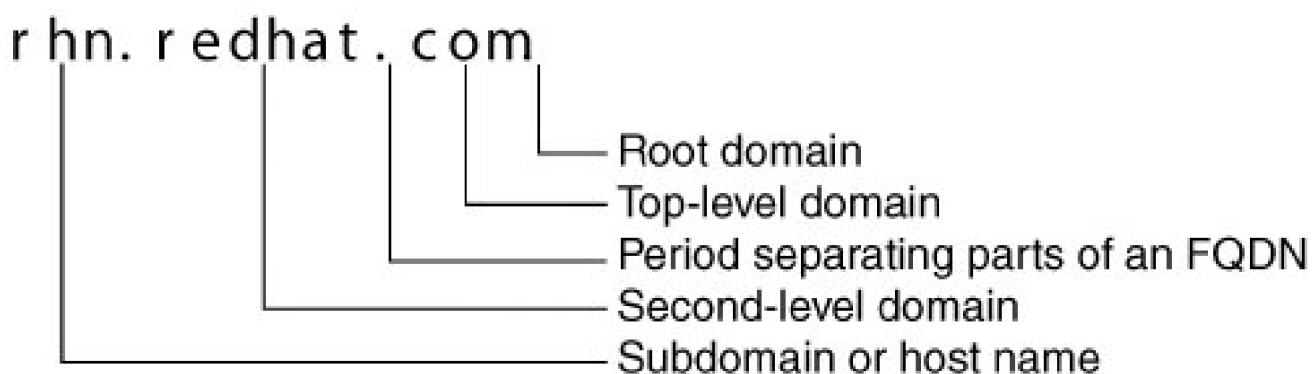 rhn.redhat.com
Root domain
Top-level domain
Period separating parts of an FQDN
Second-level domain
Subdomain or host name